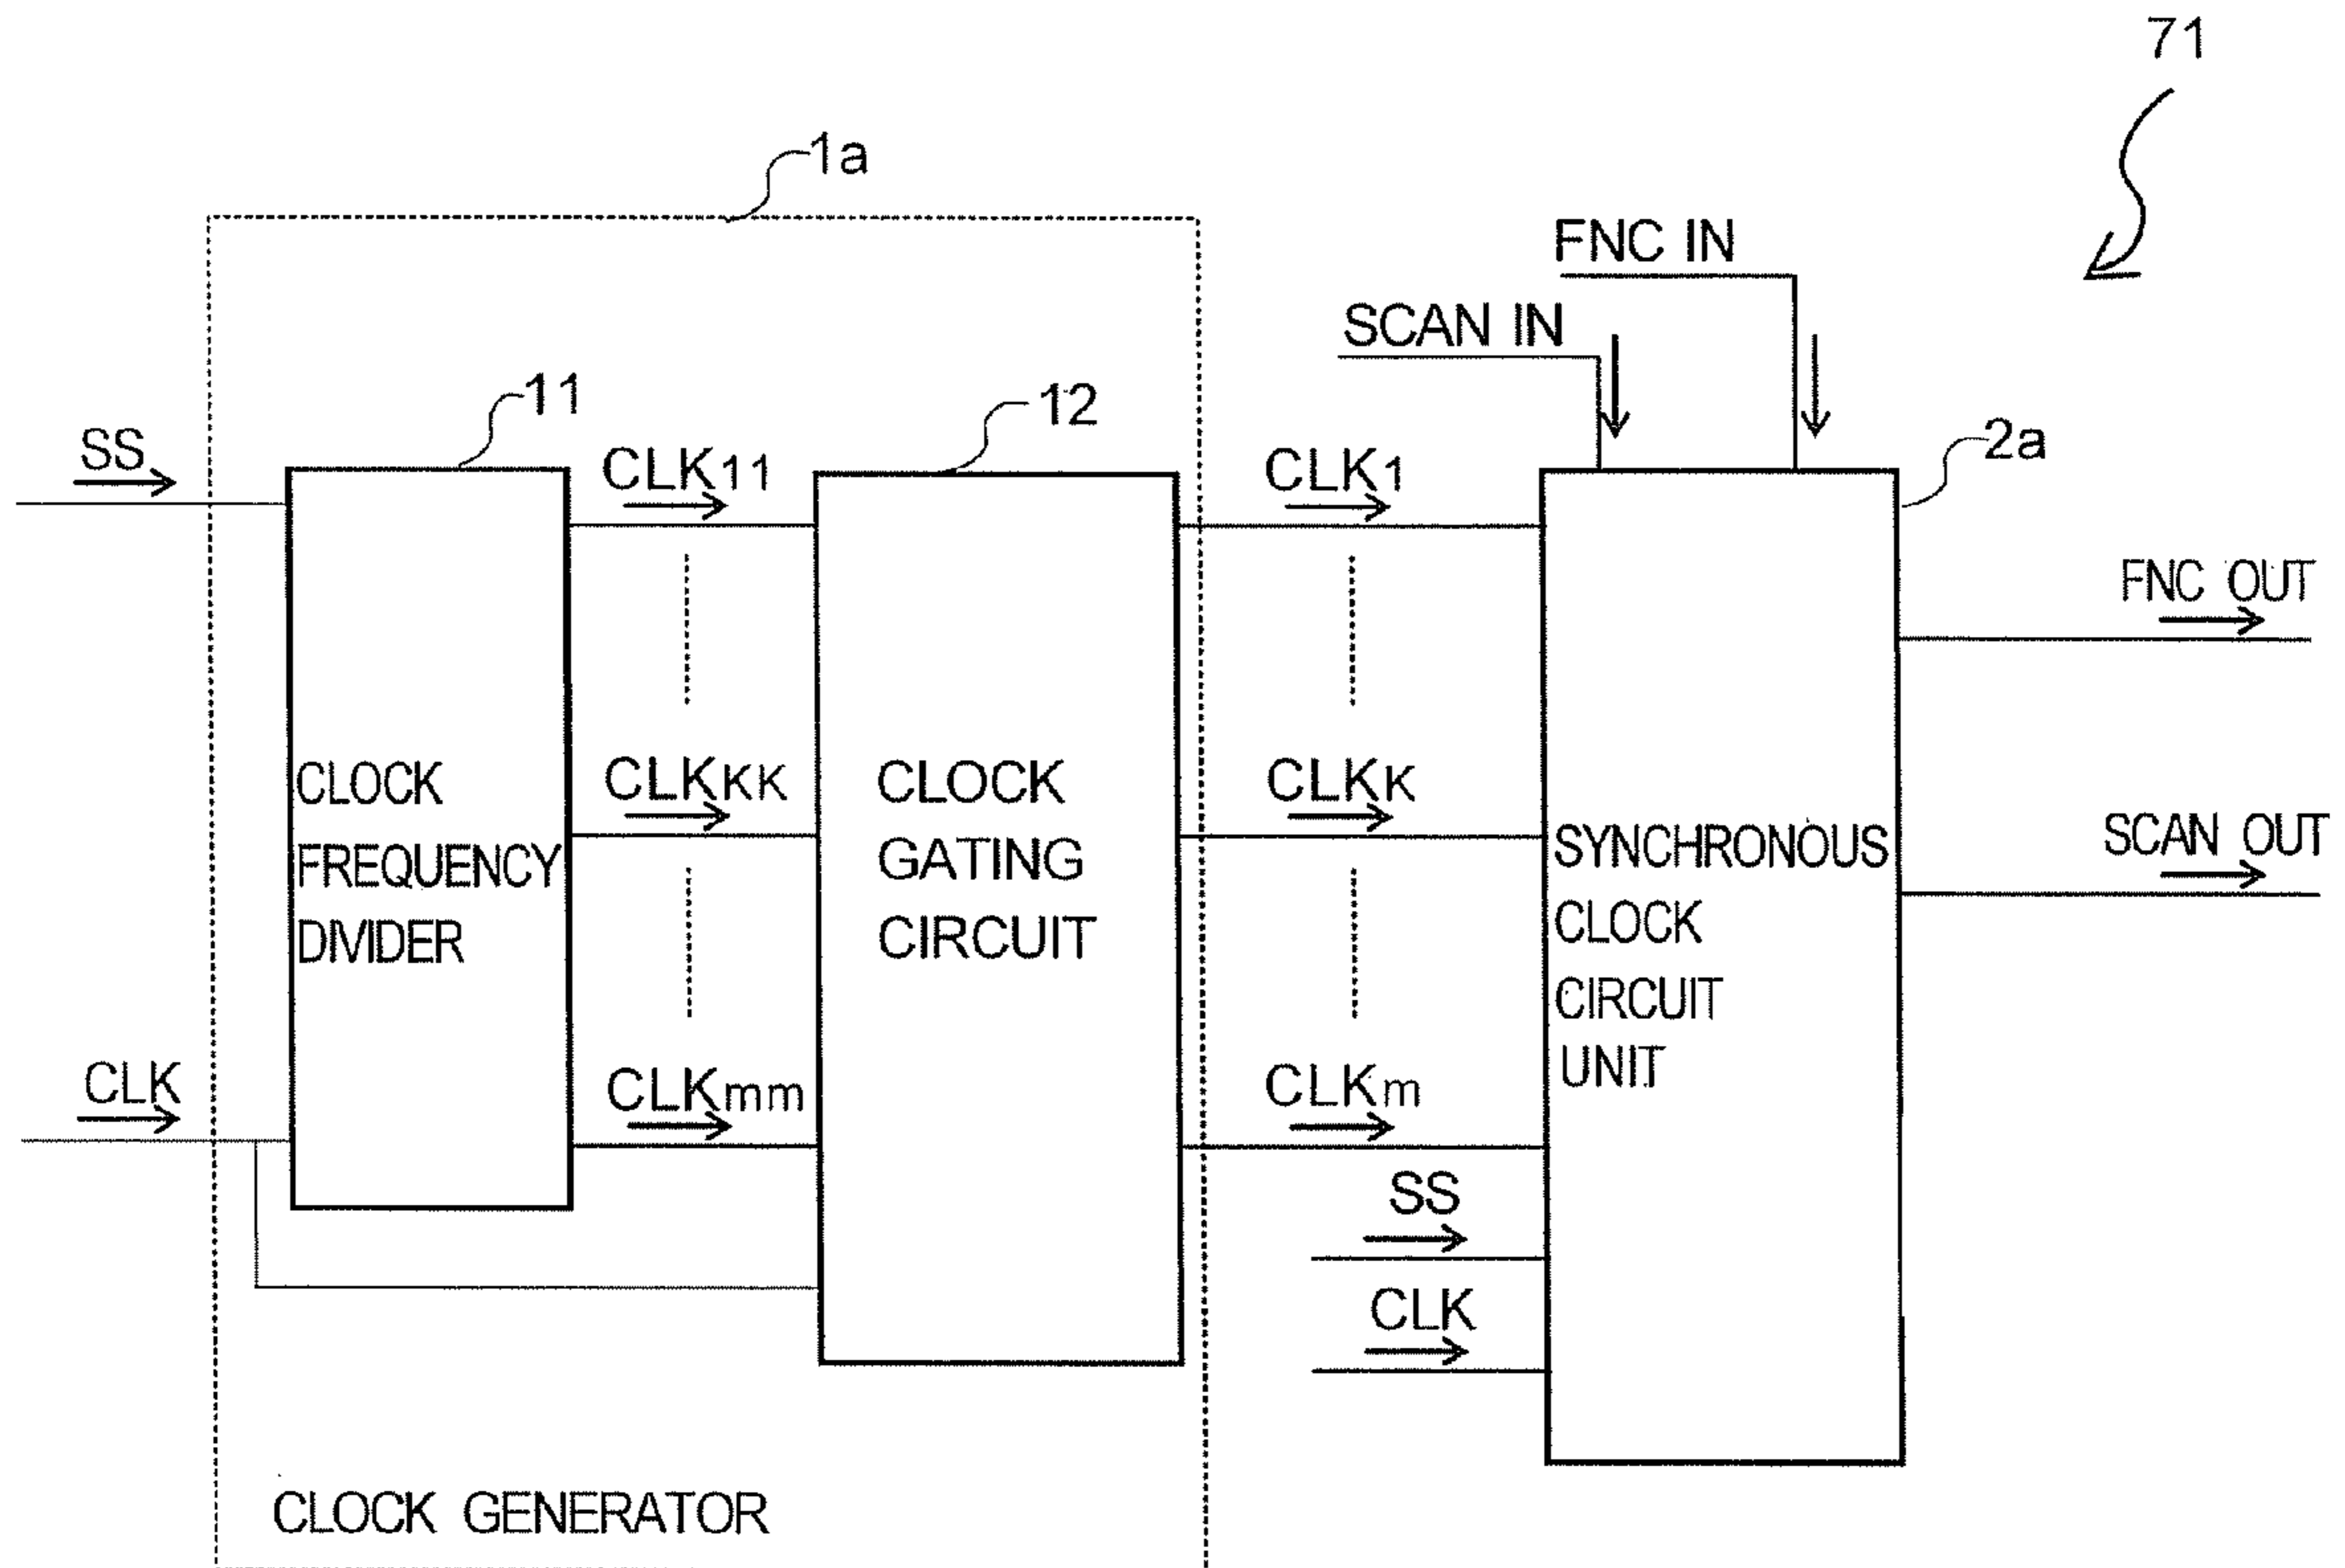 71
1a
FNC IN
SCAN IN
11
12
2a
SS
CLK11
CLK1
FNC OUT
CLOCK
FREQUENCY
DIVIDER
CLKKK
CLOCK
GATING
CIRCUIT
CLKK
SYNCHRONOUS
CLOCK
CIRCUIT
UNIT
SCAN OUT
CLK
CLKmm
CLKm
SS
CLK
CLOCK GENERATOR